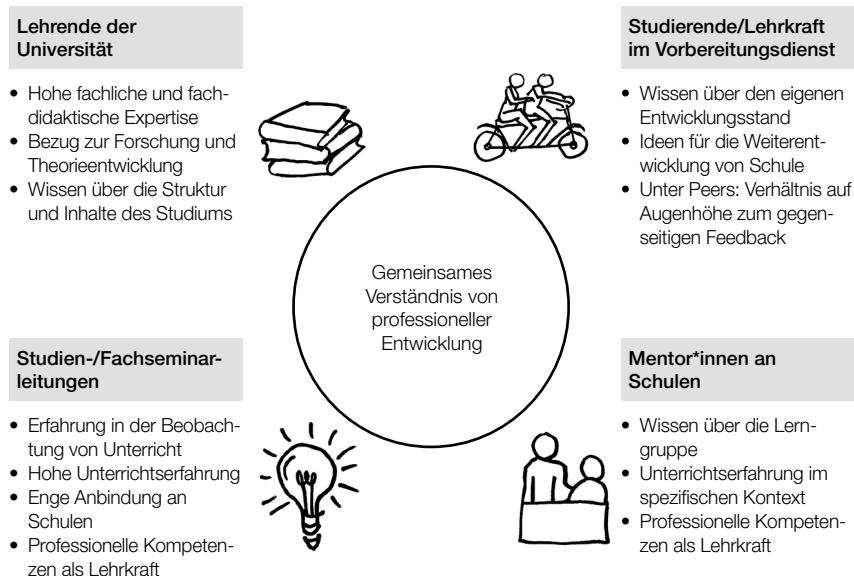 Lehrende der
Universität
• Hohe fachliche und fach-
didaktische Expertise
• Bezug zur Forschung und
Theorieentwicklung
• Wissen über die Struktur
und Inhalte des Studiums
Studierende/Lehrkraft
im Vorbereitungsdienst
• Wissen über den eigenen
Entwicklungsstand
• Ideen für die Weiterent-
wicklung von Schule
• Unter Peers: Verhältnis auf
Augenhöhe zum gegen-
seitigen Feedback
Gemeinsames
Verständnis von
professioneller
Entwicklung
Studien-/Fachseminar-
leitungen
• Erfahrung in der Beobach-
tung von Unterricht
• Hohe Unterrichtserfahrung
• Enge Anbindung an
Schulen
• Professionelle Kompeten-
zen als Lehrkraft
Mentor*innen an
Schulen
• Wissen über die Lern-
gruppe
• Unterrichtserfahrung im
spezifischen Kontext
• Professionelle Kompeten-
zen als Lehrkraft